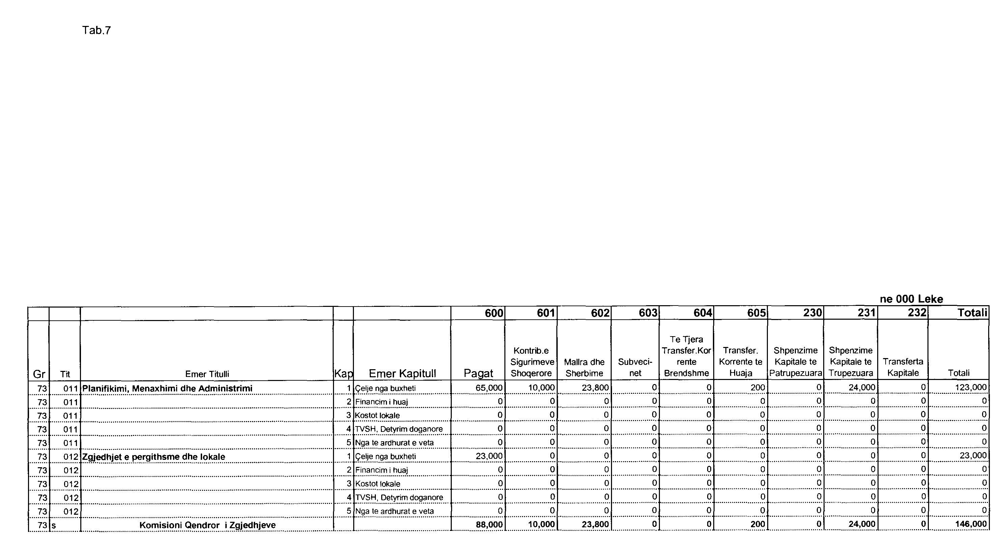 Tab.7
ne 000 Leke
600 601 602 603 604 605 230 231 232 Totali
Gr Tit Emer Titulli Kap Emer Kapitull Pagat Kontrib.e Sigurimeve Shoqerore Mallra dhe Sherbime Subveci-net Te Tjera Transfer.Kor rente Brendshme Transfer. Korrente te Huaja Shpenzime Kapitale te Patrupezuara Shpenzime Kapitale te Trupezuara Transferta Kapitale Totali
73 011 Planifikimi, Menaxhimi dhe Administrimi 1 Çelje nga buxheti 65,000 10,000 23,800 0 0 200 0 24,000 0 123,000
73 011 2 Financim i huaj 0 0 0 0 0 0 0 0 0 0
73 011 3 Kostot lokale 0 0 0 0 0 0 0 0 0 0
73 011 4 TVSH, Detyrim doganore 0 0 0 0 0 0 0 0 0 0
73 011 5 Nga te ardhurat e veta 0 0 0 0 0 0 0 0 0 0
73 012 Zgjedhjet e pergithsme dhe lokale 1 Çelje nga buxheti 23,000 0 0 0 0 0 0 0 0 23,000
73 012 2 Financim i huaj 0 0 0 0 0 0 0 0 0 0
73 012 3 Kostot lokale 0 0 0 0 0 0 0 0 0 0
73 012 4 TVSH, Detyrim doganore 0 0 0 0 0 0 0 0 0 0
73 012 5 Nga te ardhurat e veta 0 0 0 0 0 0 0 0 0 0
73 s Komisioni Qendror i Zgjedhjeve 88,000 10,000 23,800 0 0 200 0 24,000 0 146,000